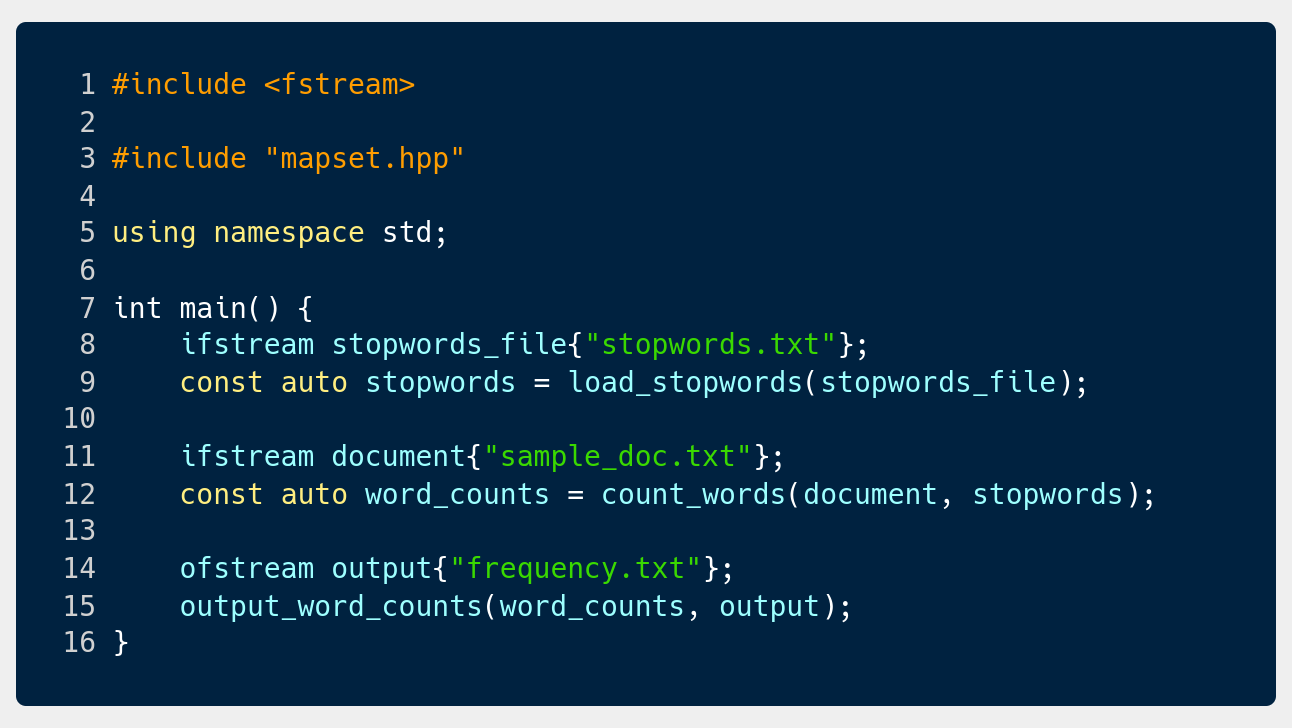 1 #include <fstream>
2
3 #include "mapset.hpp"
4
5 using namespace std;
6
7 int main() {
8     ifstream stopwords_file{"stopwords.txt"};
9     const auto stopwords = load_stopwords(stopwords_file);
10
11     ifstream document{"sample_doc.txt"};
12     const auto word_counts = count_words(document, stopwords);
13
14     ofstream output{"frequency.txt"};
15     output_word_counts(word_counts, output);
16 }